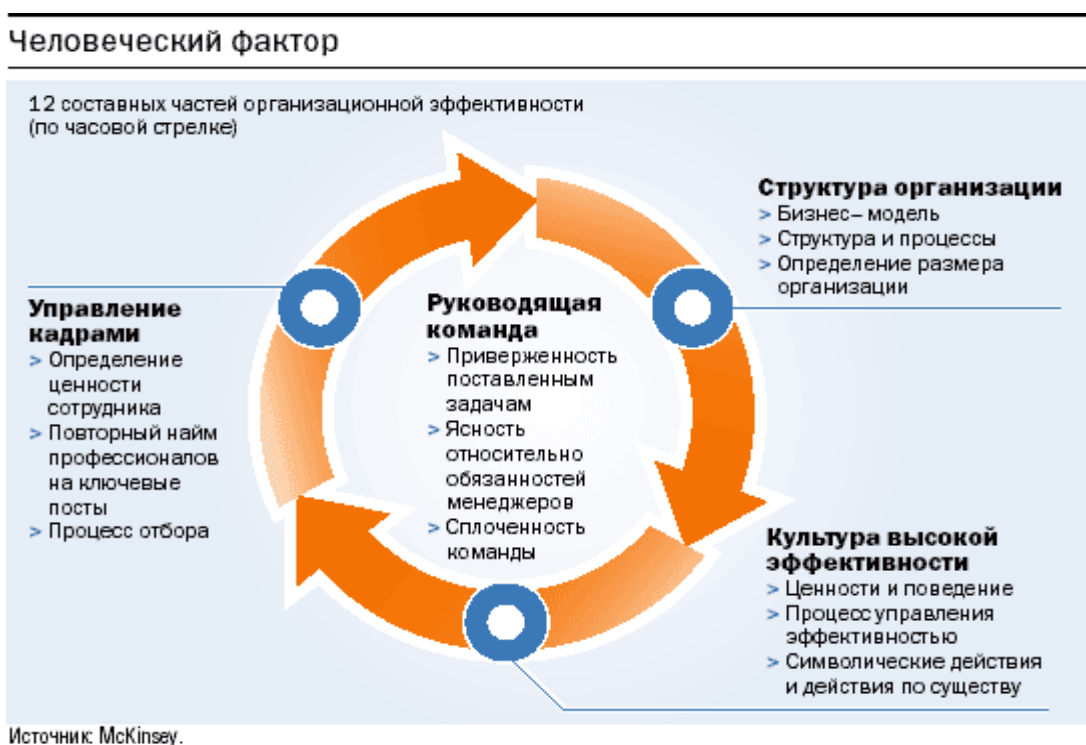 Человеческий фактор
12 составных частей организационной эффективности
(по часовой стрелке)
Структура организации
> Бизнес– модель
> Структура и процессы
> Определение размера
организации
Управление
кадрами
> Определение
ценности
сотрудника
> Повторный найм
профессионалов
на ключевые
посты
> Процесс отбора
Руководящая
команда
> Приверженность
поставленным
задачам
> Ясность
относительно
обязанностей
менеджеров
> Сплоченность
команды
Культура высокой
эффективности
> Ценности и поведение
> Процесс управления
эффективностью
> Символические действия
и действия по существу
Источник: McKinsey.